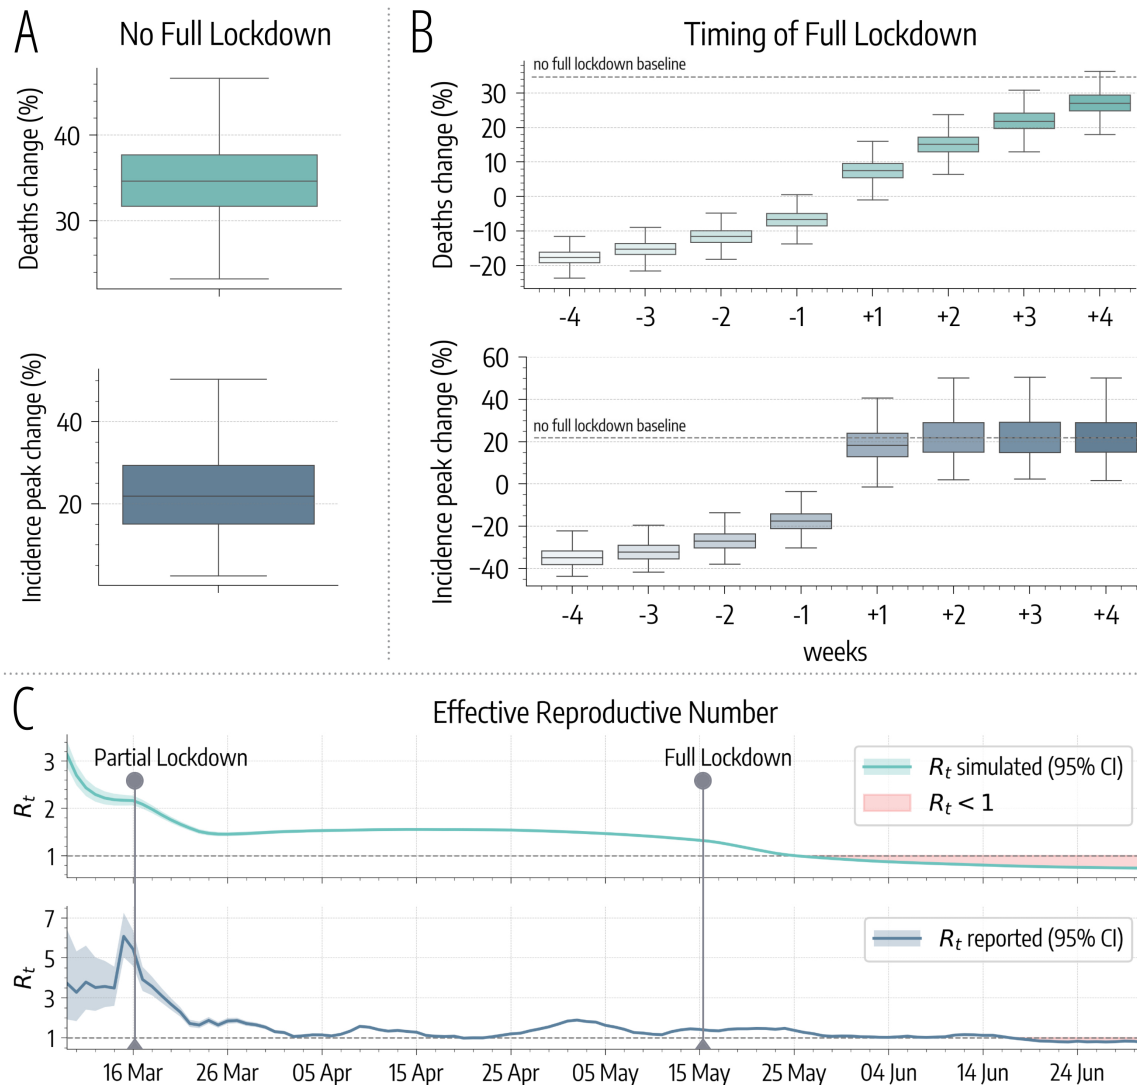 A
No Full Lockdown
Deaths change (%)
40
30
Incidence peak change (%)
40
20
B
Timing of Full Lockdown
no full lockdown baseline
Deaths change (%)
30
20
10
0
−10
−20
-4 -3 -2 -1 +1 +2 +3 +4
Incidence peak change (%)
60
40
no full lockdown baseline
20
0
−20
−40
-4 -3 -2 -1 +1 +2 +3 +4
weeks
C
Effective Reproductive Number
Partial Lockdown
Full Lockdown
Rt
3
2
1
Rt simulated (95% CI)
Rt < 1
Rt
7
5
3
1
Rt reported (95% CI)
16 Mar 26 Mar 05 Apr 15 Apr 25 Apr 05 May 15 May 25 May 04 Jun 14 Jun 24 Jun